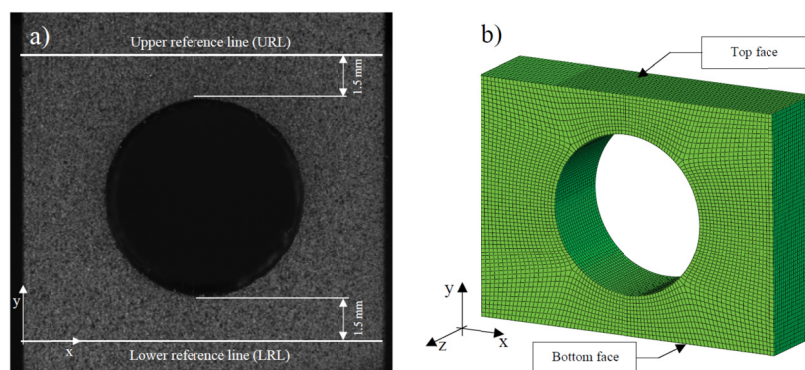 a)
Upper reference line (URL)
1.5 mm
y
x
1.5 mm
Lower reference line (LRL)
b)
Top face
y
z
x
Bottom face